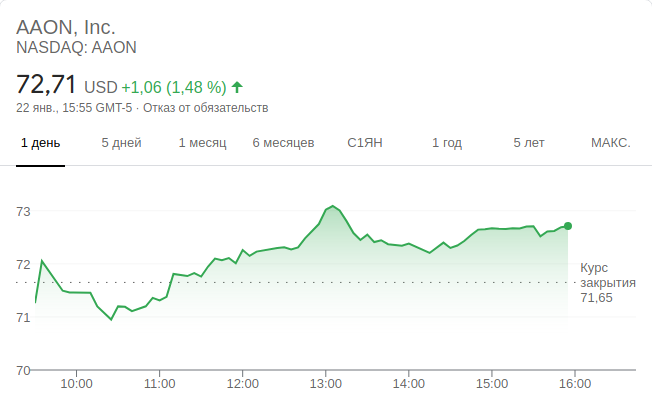 AAON, Inc.
NASDAQ: AAON
72,71 USD +1,06 (1,48 %)
22 янв., 15:55 GMT-5 · Отказ от обязательств
1 день 5 дней 1 месяц 6 месяцев С1ЯН 1 год 5 лет МАКС.
73
72
71
70
Курс
закрытия
71,65
10:00 11:00 12:00 13:00 14:00 15:00 16:00